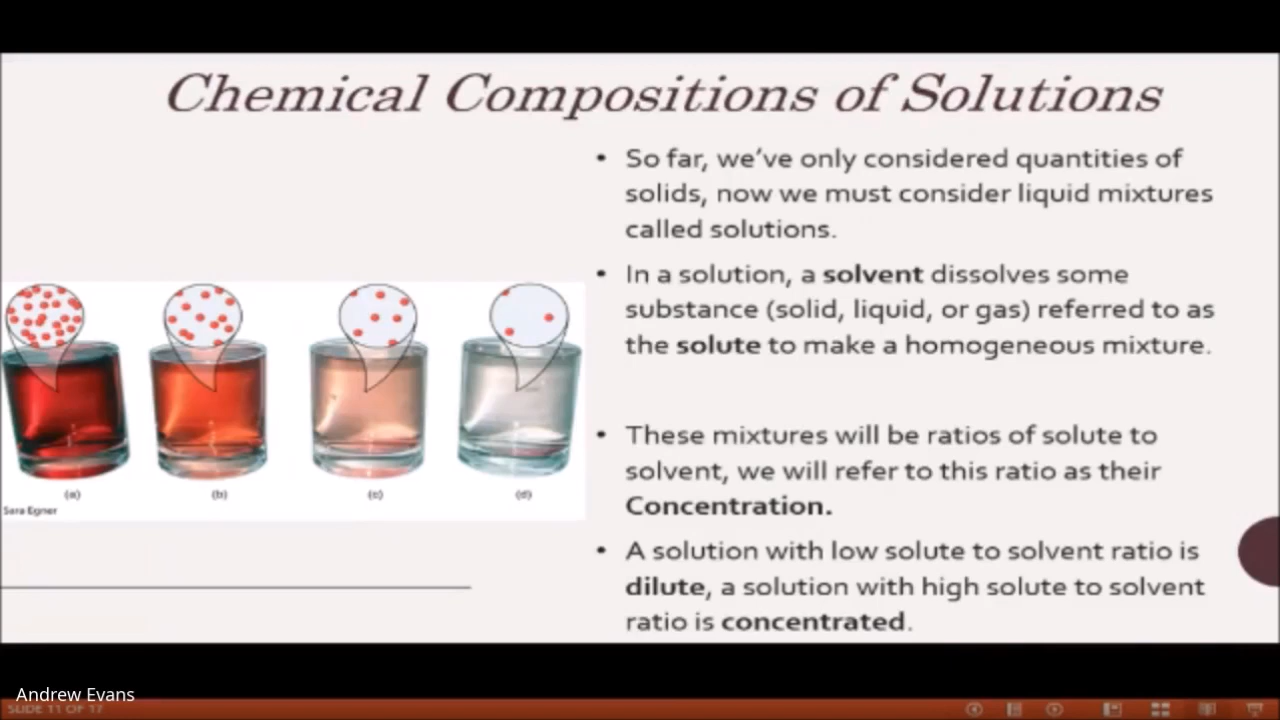 Chemical Compositions of Solutions
• So far, we've only considered quantities of
solids, now we must consider liquid mixtures
called solutions.
• In a solution, a solvent dissolves some
substance (solid, liquid, or gas) referred to as
the solute to make a homogeneous mixture.
• These mixtures will be ratios of solute to
solvent, we will refer to this ratio as their
Concentration.
• A solution with low solute to solvent ratio is
dilute, a solution with high solute to solvent
ratio is concentrated.
(a) (b) (c) (d)
Sara Egner
Andrew Evans
SLIDE 11 OF 17